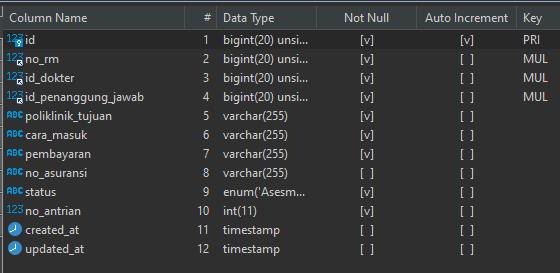 Column Name # Data Type Not Null Auto Increment Key
123 id 1 bigint(20) unsi... [v] [v] PRI
123 no_rm 2 bigint(20) unsi... [v] [ ] MUL
123 id_dokter 3 bigint(20) unsi... [v] [ ] MUL
123 id_penanggung_jawab 4 bigint(20) unsi... [v] [ ] MUL
ABC poliklinik_tujuan 5 varchar(255) [v] [ ]
ABC cara_masuk 6 varchar(255) [v] [ ]
ABC pembayaran 7 varchar(255) [v] [ ]
ABC no_asuransi 8 varchar(255) [ ] [ ]
ABC status 9 enum('Asesm... [v] [ ]
123 no_antrian 10 int(11) [v] [ ]
created_at 11 timestamp [ ] [ ]
updated_at 12 timestamp [ ] [ ]